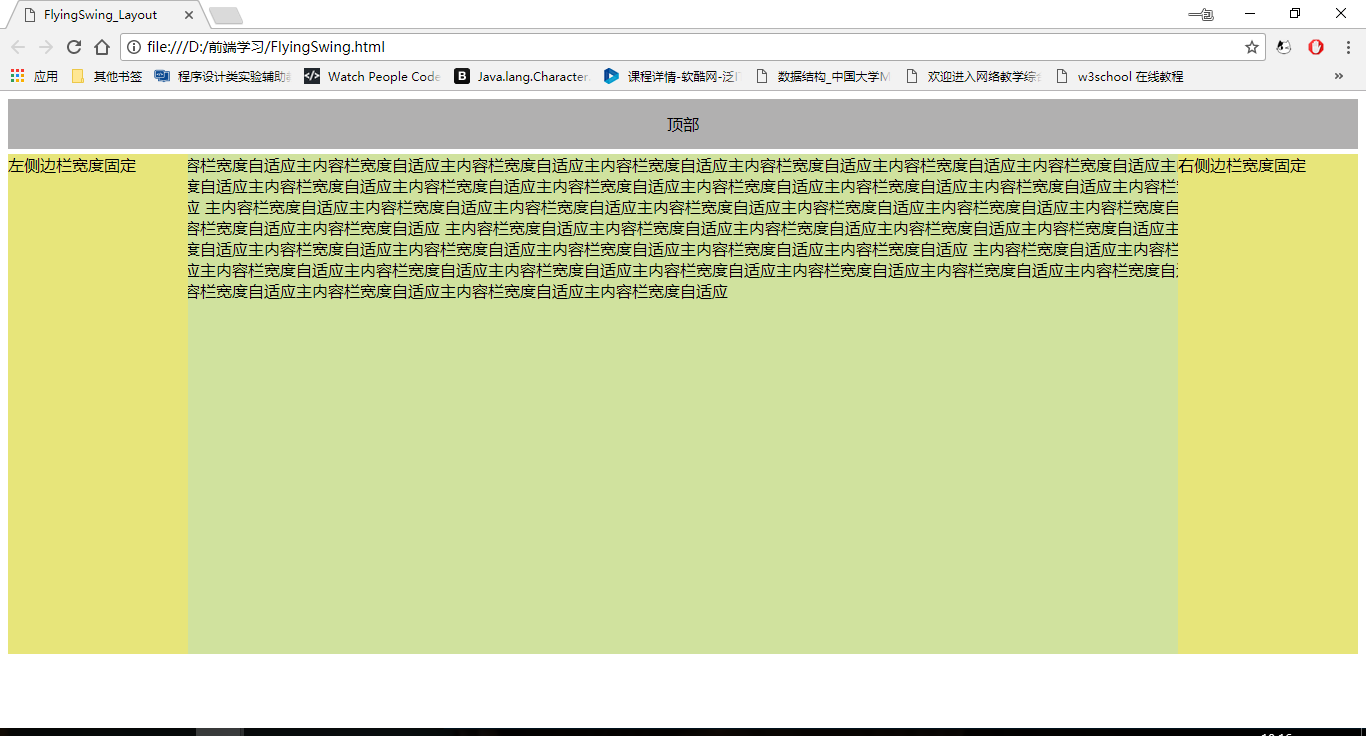 FlyingSwing_Layout
file:///D:/前端学习/FlyingSwing.html
应用 其他书签 程序设计类实验辅助 Watch People Code Java.lang.Character. 课程详情-软酷网-泛I 数据结构_中国大学M 欢迎进入网络教学综 w3school 在线教程
顶部
左侧边栏宽度固定
容栏宽度自适应主内容栏宽度自适应主内容栏宽度自适应主内容栏宽度自适应主内容栏宽度自适应主内容栏宽度自适应主内容栏宽度自适应主
度自适应主内容栏宽度自适应主内容栏宽度自适应主内容栏宽度自适应主内容栏宽度自适应主内容栏宽度自适应主内容栏宽度自适应主内容栏
应 主内容栏宽度自适应主内容栏宽度自适应主内容栏宽度自适应主内容栏宽度自适应主内容栏宽度自适应主内容栏宽度自适应主内容栏宽度自
容栏宽度自适应主内容栏宽度自适应 主内容栏宽度自适应主内容栏宽度自适应主内容栏宽度自适应主内容栏宽度自适应主内容栏宽度自适应主
度自适应主内容栏宽度自适应主内容栏宽度自适应主内容栏宽度自适应主内容栏宽度自适应主内容栏宽度自适应 主内容栏宽度自适应主内容栏
应主内容栏宽度自适应主内容栏宽度自适应主内容栏宽度自适应主内容栏宽度自适应主内容栏宽度自适应主内容栏宽度自适应主内容栏宽度自
容栏宽度自适应主内容栏宽度自适应主内容栏宽度自适应主内容栏宽度自适应
右侧边栏宽度固定